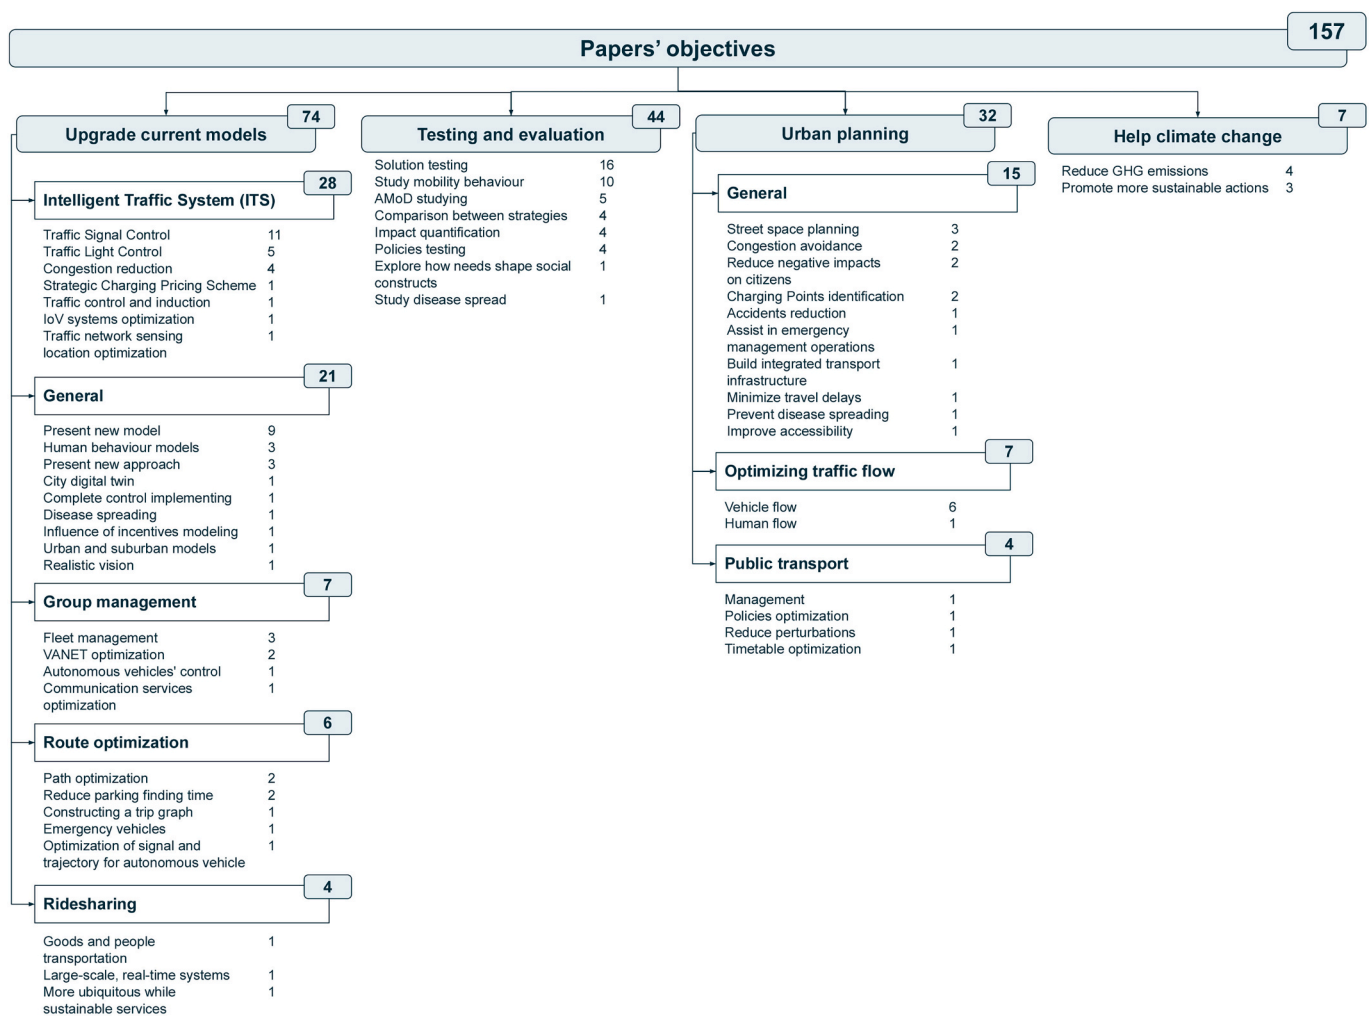 157
Papers' objectives
74
Upgrade current models
28
Intelligent Traffic System (ITS)
Traffic Signal Control 11
Traffic Light Control 5
Congestion reduction 4
Strategic Charging Pricing Scheme 1
Traffic control and induction 1
IoV systems optimization 1
Traffic network sensing 1
location optimization
21
General
Present new model 9
Human behaviour models 3
Present new approach 3
City digital twin 1
Complete control implementing 1
Disease spreading 1
Influence of incentives modeling 1
Urban and suburban models 1
Realistic vision 1
7
Group management
Fleet management 3
VANET optimization 2
Autonomous vehicles' control 1
Communication services 1
optimization
6
Route optimization
Path optimization 2
Reduce parking finding time 2
Constructing a trip graph 1
Emergency vehicles 1
Optimization of signal and 1
trajectory for autonomous vehicle
4
Ridesharing
Goods and people 1
transportation
Large-scale, real-time systems 1
More ubiquitous while 1
sustainable services
44
Testing and evaluation
Solution testing 16
Study mobility behaviour 10
AMoD studying 5
Comparison between strategies 4
Impact quantification 4
Policies testing 4
Explore how needs shape social 1
constructs
Study disease spread 1
32
Urban planning
15
General
Street space planning 3
Congestion avoidance 2
Reduce negative impacts 2
on citizens
Charging Points identification 2
Accidents reduction 1
Assist in emergency 1
management operations
Build integrated transport 1
infrastructure
Minimize travel delays 1
Prevent disease spreading 1
Improve accessibility 1
7
Optimizing traffic flow
Vehicle flow 6
Human flow 1
4
Public transport
Management 1
Policies optimization 1
Reduce perturbations 1
Timetable optimization 1
7
Help climate change
Reduce GHG emissions 4
Promote more sustainable actions 3